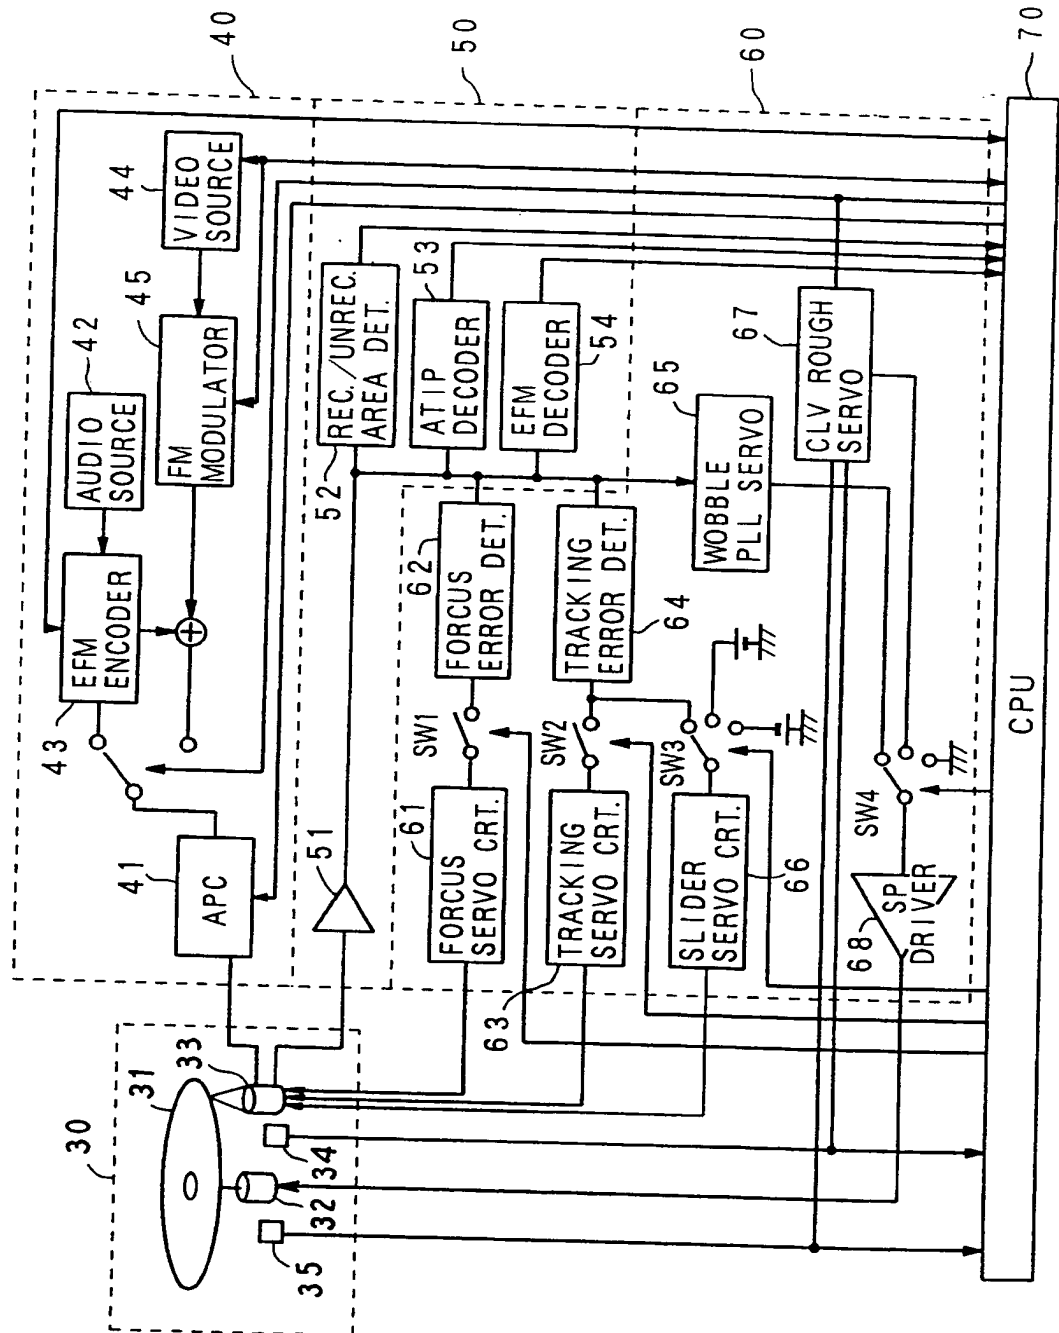 40
50
60
70
44
VIDEO
SOURCE
45
FM
MODULATOR
42
AUDIO
SOURCE
43
EFM
ENCODER
41
APC
51
52
REC./UNREC.
AREA DET.
53
ATIP
DECODER
54
EFM
DECODER
62
FORCUS
ERROR DET.
64
TRACKING
ERROR DET.
65
WOBBLE
PLL SERVO
67
CLV ROUGH
SERVO
SW1
SW2
SW3
SW4
61
FORCUS
SERVO CRT.
63
TRACKING
SERVO CRT.
66
SLIDER
SERVO CRT.
68
SP
DRIVER
CPU
30
31
33
34
32
35